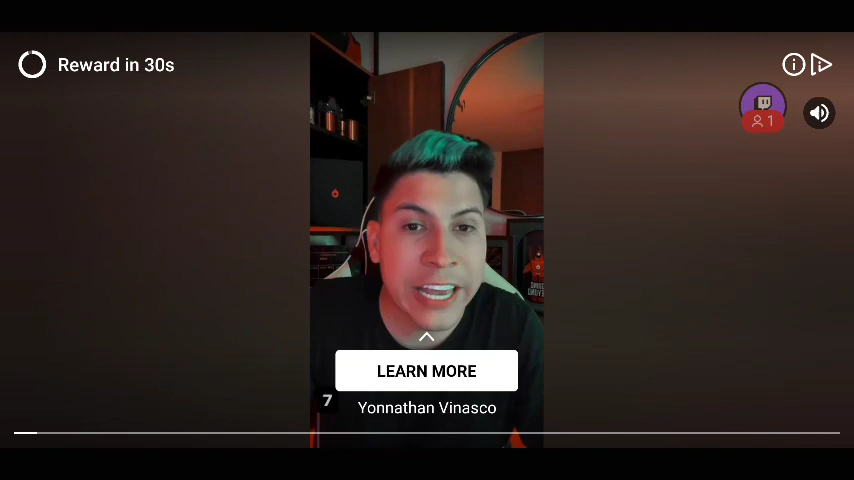 Reward in 30s
1
LEARN MORE
7
Yonnathan Vinasco